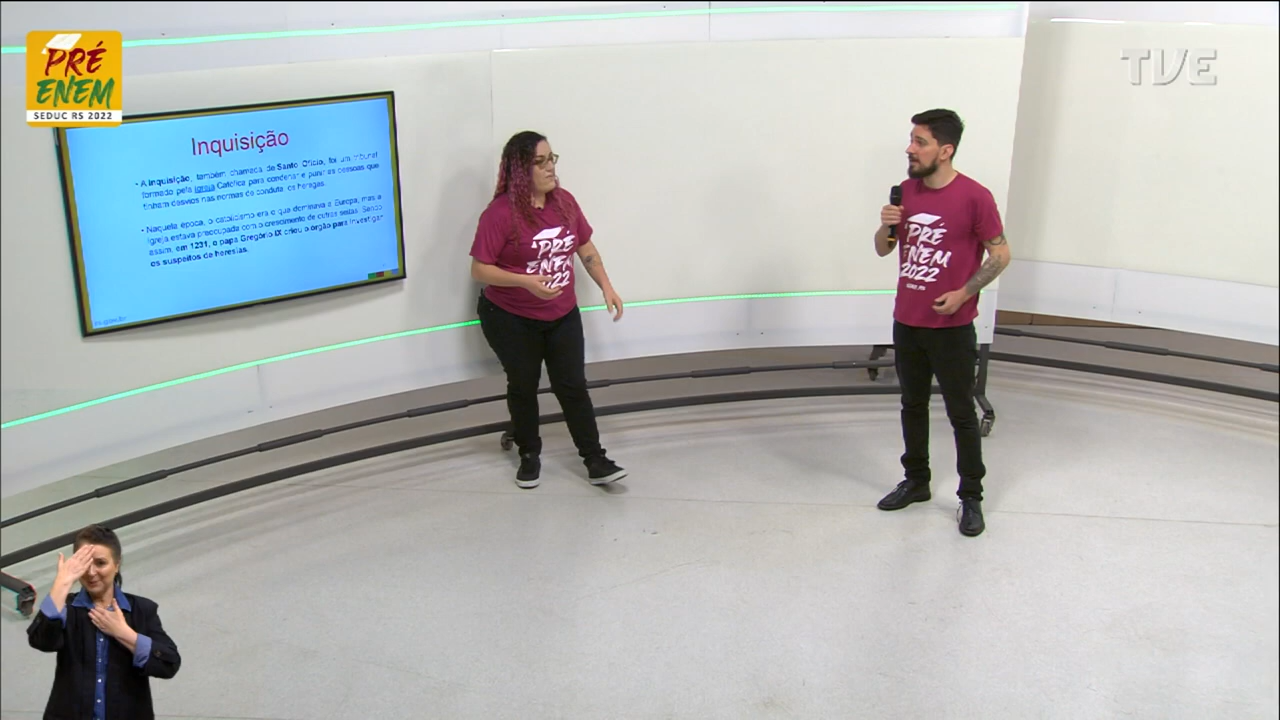 PRÉ
ENEM
SEDUC RS 2022
TVE
Inquisição
• A Inquisição, também chamada de Santo Ofício, foi um tribunal
formado pela Igreja Católica para condenar e punir as pessoas que
tinham desvios nas normas de conduta: os hereges.
• Naquela época, o catolicismo era o que dominava a Europa, mas a
Igreja estava preocupada com o crescimento de outras seitas. Sendo
assim, em 1231, o papa Gregório IX criou o órgão para investigar
os suspeitos de heresias.
PRÉ
ENEM
2022
PRÉ
ENEM
2022